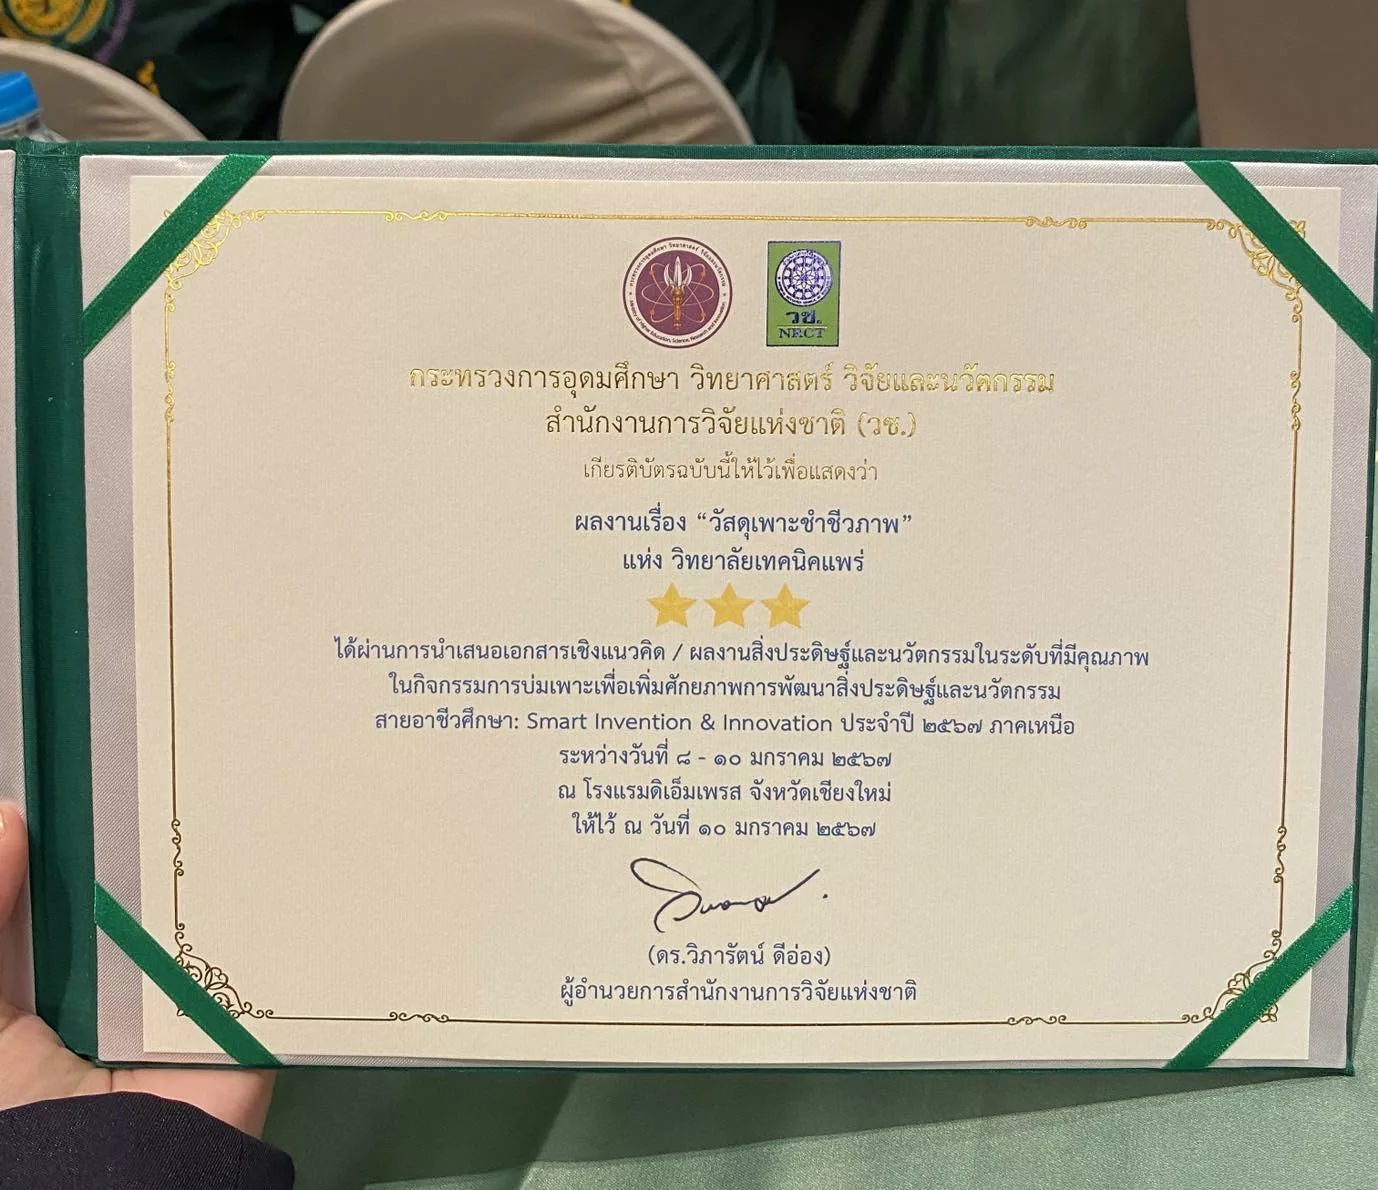 วช.
NRCT
กระทรวงการอุดมศึกษา วิทยาศาสตร์ วิจัยและนวัตกรรม
สำนักงานการวิจัยแห่งชาติ (วช.)
เกียรติบัตรฉบับนี้ให้ไว้เพื่อแสดงว่า
ผลงานเรื่อง “วัสดุเพาะชำชีวภาพ”
แห่ง วิทยาลัยเทคนิคแพร่
ได้ผ่านการนำเสนอเอกสารเชิงแนวคิด / ผลงานสิ่งประดิษฐ์และนวัตกรรมในระดับที่มีคุณภาพ
ในกิจกรรมการบ่มเพาะเพื่อเพิ่มศักยภาพการพัฒนาสิ่งประดิษฐ์และนวัตกรรม
สายอาชีวศึกษา: Smart Invention & Innovation ประจำปี ๒๕๖๗ ภาคเหนือ
ระหว่างวันที่ ๘ - ๑๐ มกราคม ๒๕๖๗
ณ โรงแรมดิเอ็มเพรส จังหวัดเชียงใหม่
ให้ไว้ ณ วันที่ ๑๐ มกราคม ๒๕๖๗
(ดร.วิภารัตน์ ดีอ่อง)
ผู้อำนวยการสำนักงานการวิจัยแห่งชาติ